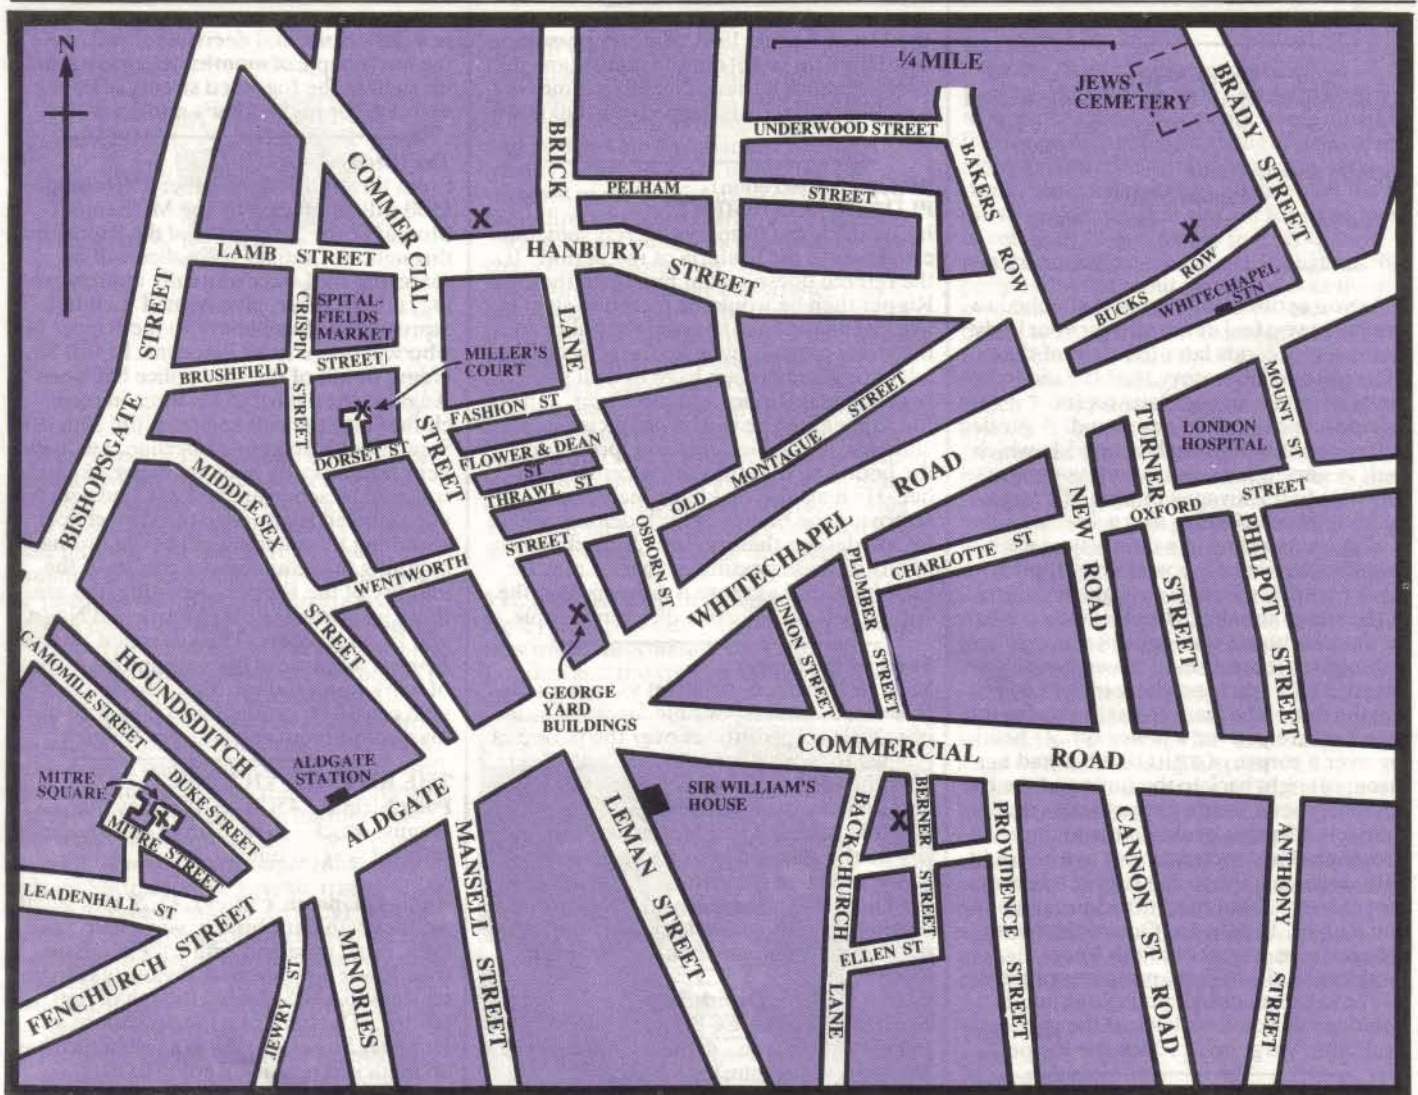 N
¼ MILE
JEWS
CEMETERY
BRADY STREET
UNDERWOOD STREET
BAKERS ROW
BRICK LANE
PELHAM STREET
COMMERCIAL STREET
HANBURY STREET
LAMB STREET
BISHOPSGATE STREET
CRISPIN STREET
SPITAL-
FIELDS
MARKET
BRUSHFIELD STREET
MILLER'S
COURT
BUCKS ROW
WHITECHAPEL
STN
X
X
X
FASHION ST
FLOWER & DEAN
ST
THRAWL ST
DORSET ST
OLD MONTAGUE STREET
MOUNT ST
LONDON
HOSPITAL
TURNER STREET
OXFORD STREET
NEW ROAD
PHILPOT STREET
MIDDLESEX STREET
WENTWORTH STREET
OSBORN ST
WHITECHAPEL ROAD
PLUMBER STREET
CHARLOTTE ST
UNION STREET
X
GEORGE
YARD
BUILDINGS
CAMOMILE STREET
HOUNDSDITCH
COMMERCIAL ROAD
ALDGATE
STATION
MITRE
SQUARE
DUKE STREET
X
MITRE STREET
ALDGATE
SIR WILLIAM'S
HOUSE
LEMAN STREET
MANSELL STREET
BACKCHURCH LANE
X
BERNER STREET
PROVIDENCE STREET
CANNON ST ROAD
ANTHONY STREET
LEADENHALL ST
ELLEN ST
FENCHURCH STREET
JEWRY ST
MINORIES